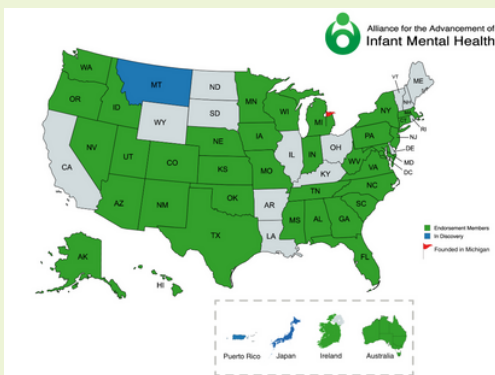 Alliance for the Advancement of
Infant Mental Health
WA
MT
ND
MN
VT
ME
OR
ID
SD
WI
MI
NY
WY
RI
IA
PA
NJ
NV
NE
IL
IN
OH
DE
CA
UT
CO
KS
MO
WV
VA
MD
KY
DC
NC
TN
AZ
NM
OK
AR
SC
MS
AL
GA
TX
LA
FL
AK
HI
Endorsement Members
In Discovery
Founded in Michigan
Puerto Rico
Japan
Ireland
Australia